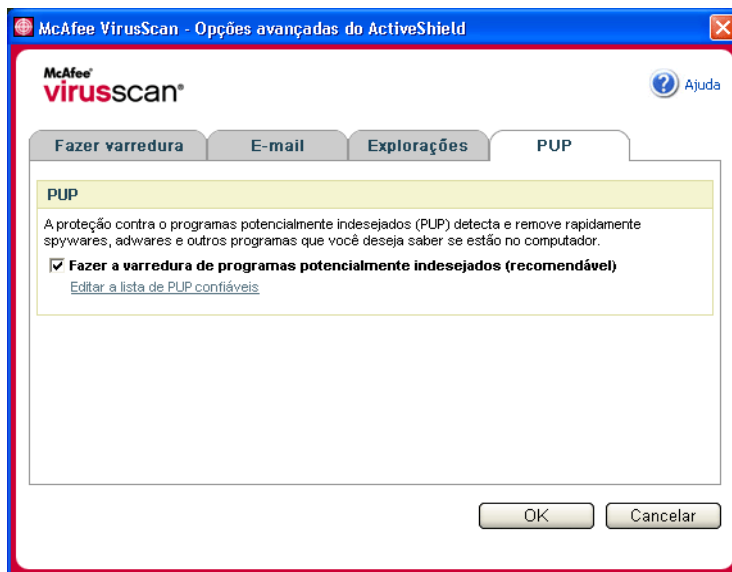 McAfee VirusScan - Opções avançadas do ActiveShield
McAfee®
virusscan®
? Ajuda
Fazer varredura
E-mail
Explorações
PUP
PUP
A proteção contra o programas potencialmente indesejados (PUP) detecta e remove rapidamente
spywares, adwares e outros programas que você deseja saber se estão no computador.
Fazer a varredura de programas potencialmente indesejados (recomendável)
Editar a lista de PUP confiáveis
OK
Cancelar